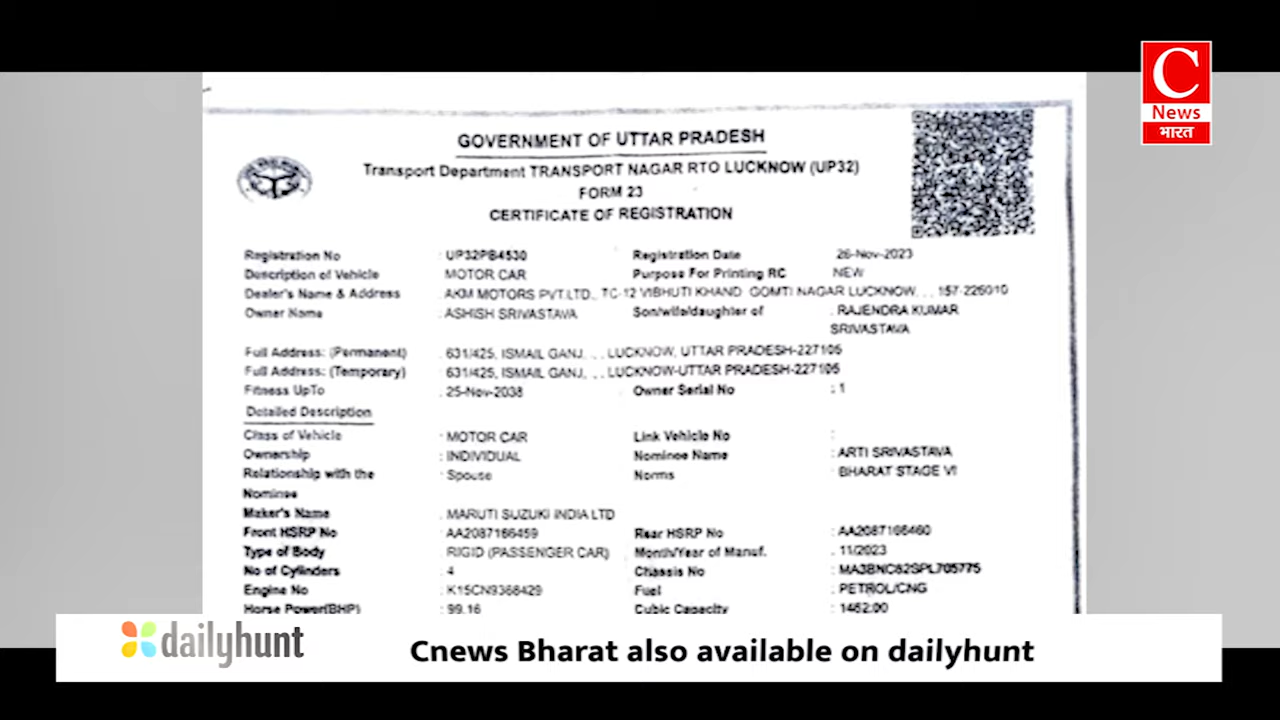 C
News
भारत
GOVERNMENT OF UTTAR PRADESH
Transport Department TRANSPORT NAGAR RTO LUCKNOW (UP32)
FORM 23
CERTIFICATE OF REGISTRATION
Registration No : UP32PB4530 Registration Date 26-Nov-2023
Description of Vehicle MOTOR CAR Purpose For Printing RC NEW
Dealer's Name & Address AKM MOTORS PVT.LTD., TC-12 VIBHUTI KHAND GOMTI NAGAR LUCKNOW, , , 157-226010
Owner Name : ASHISH SRIVASTAVA Son/wife/daughter of : RAJENDRA KUMAR
SRIVASTAVA
Full Address: (Permanent) : 631/425, ISMAIL GANJ, , , LUCKNOW, UTTAR PRADESH-227105
Full Address: (Temporary) : 631/425, ISMAIL GANJ, , , LUCKNOW-UTTAR PRADESH-227105
Fitness UpTo : 25-Nov-2038 Owner Serial No : 1
Detailed Description
Class of Vehicle : MOTOR CAR Link Vehicle No :
Ownership : INDIVIDUAL Nominee Name : ARTI SRIVASTAVA
Relationship with the : Spouse Norms : BHARAT STAGE VI
Nominee
Maker's Name : MARUTI SUZUKI INDIA LTD
Front HSRP No : AA2087166459 Rear HSRP No : AA2087166460
Type of Body : RIGID (PASSENGER CAR) Month/Year of Manuf. : 11/2023
No of Cylinders : 4 Chassis No : MA3BNC62SPL705775
Engine No : K15CN9368429 Fuel : PETROL/CNG
Horse Power(BHP) : 99.16 Cubic Capacity : 1462.00
dailyhunt Cnews Bharat also available on dailyhunt